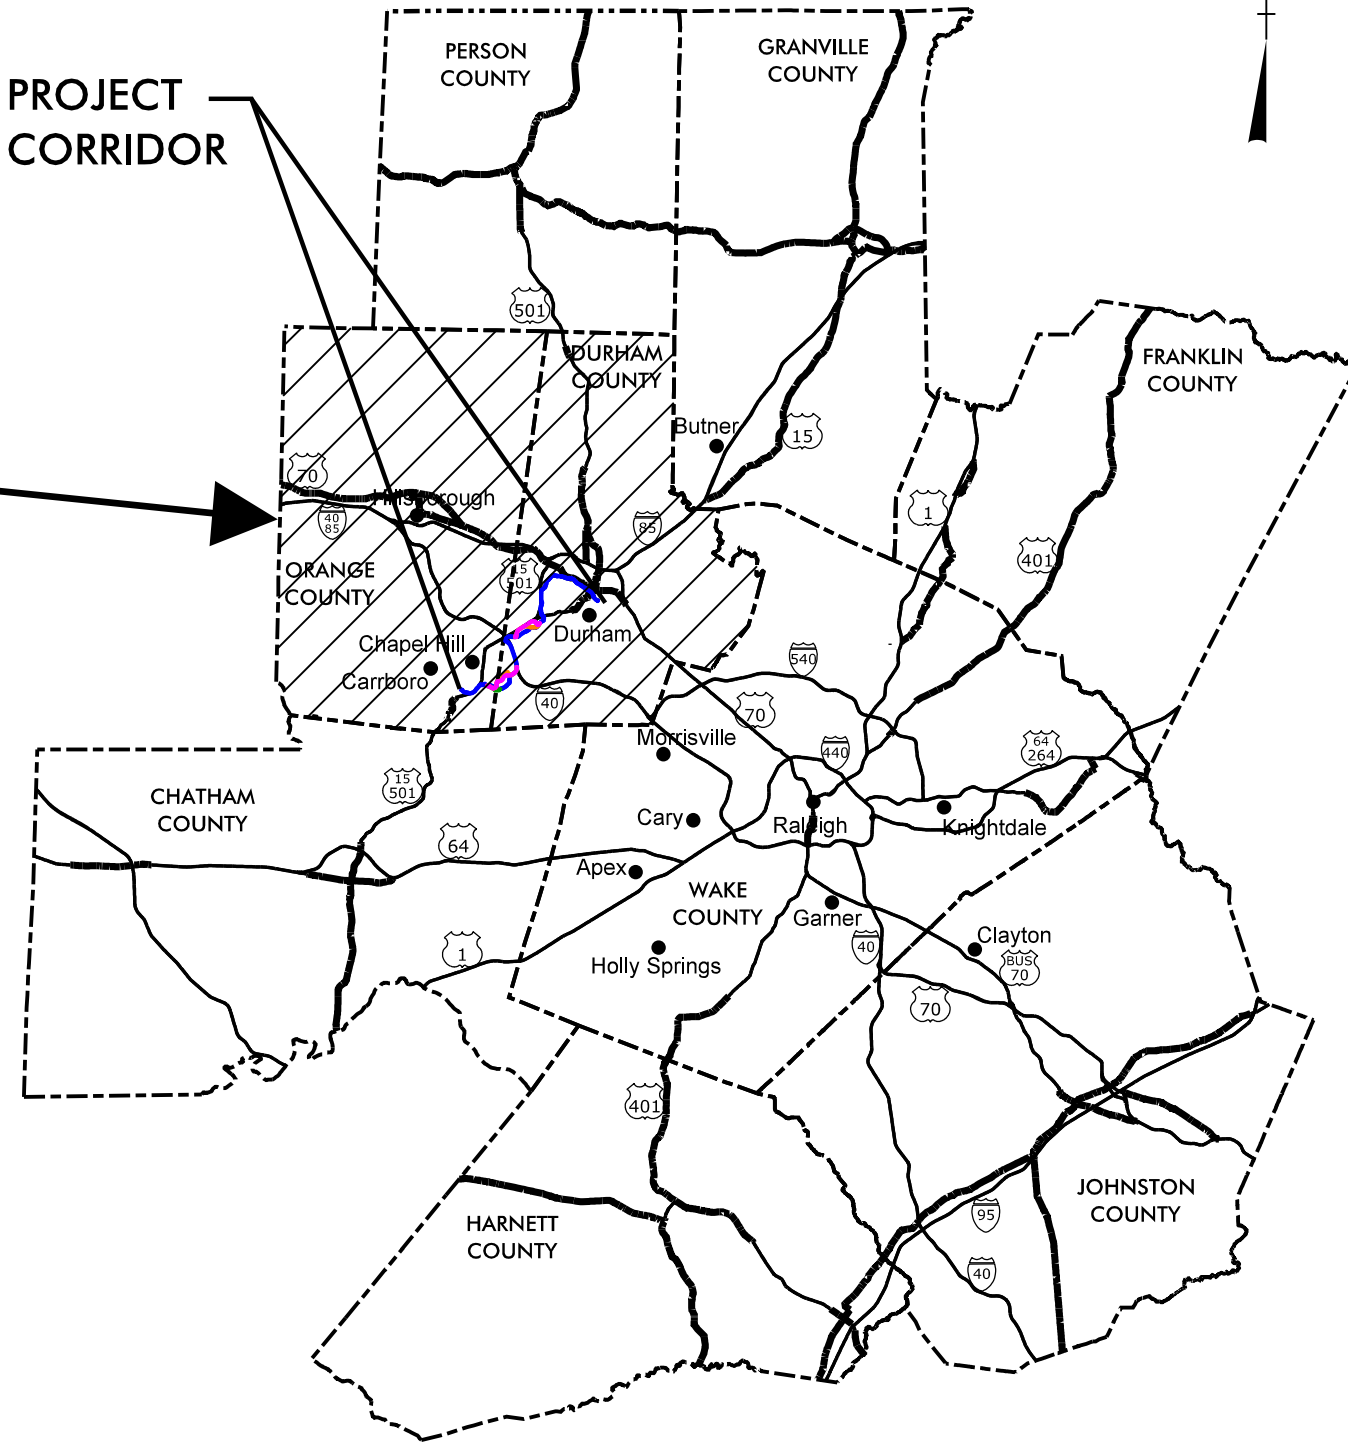 PERSON
COUNTY
GRANVILLE
COUNTY
PROJECT
CORRIDOR
501
DURHAM
COUNTY
FRANKLIN
COUNTY
Butner
15
70
Hillsborough
40
85
85
1
401
ORANGE
COUNTY
15
501
Durham
Chapel Hill
Carrboro
540
40
70
Morrisville
440
64
264
15
501
CHATHAM
COUNTY
Cary
Raleigh
Knightdale
64
Apex
WAKE
COUNTY
Garner
1
40
Clayton
Holly Springs
BUS
70
70
401
JOHNSTON
COUNTY
95
HARNETT
COUNTY
40